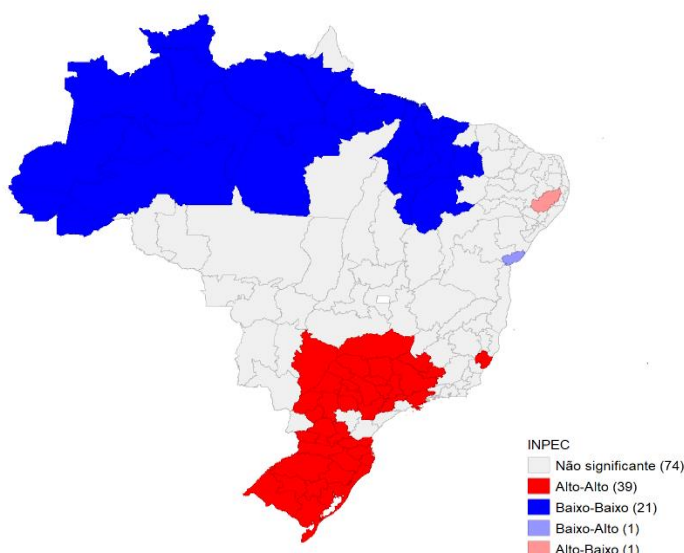 INPEC
Não significante (74)
Alto-Alto (39)
Baixo-Baixo (21)
Baixo-Alto (1)
Alto-Baixo (1)